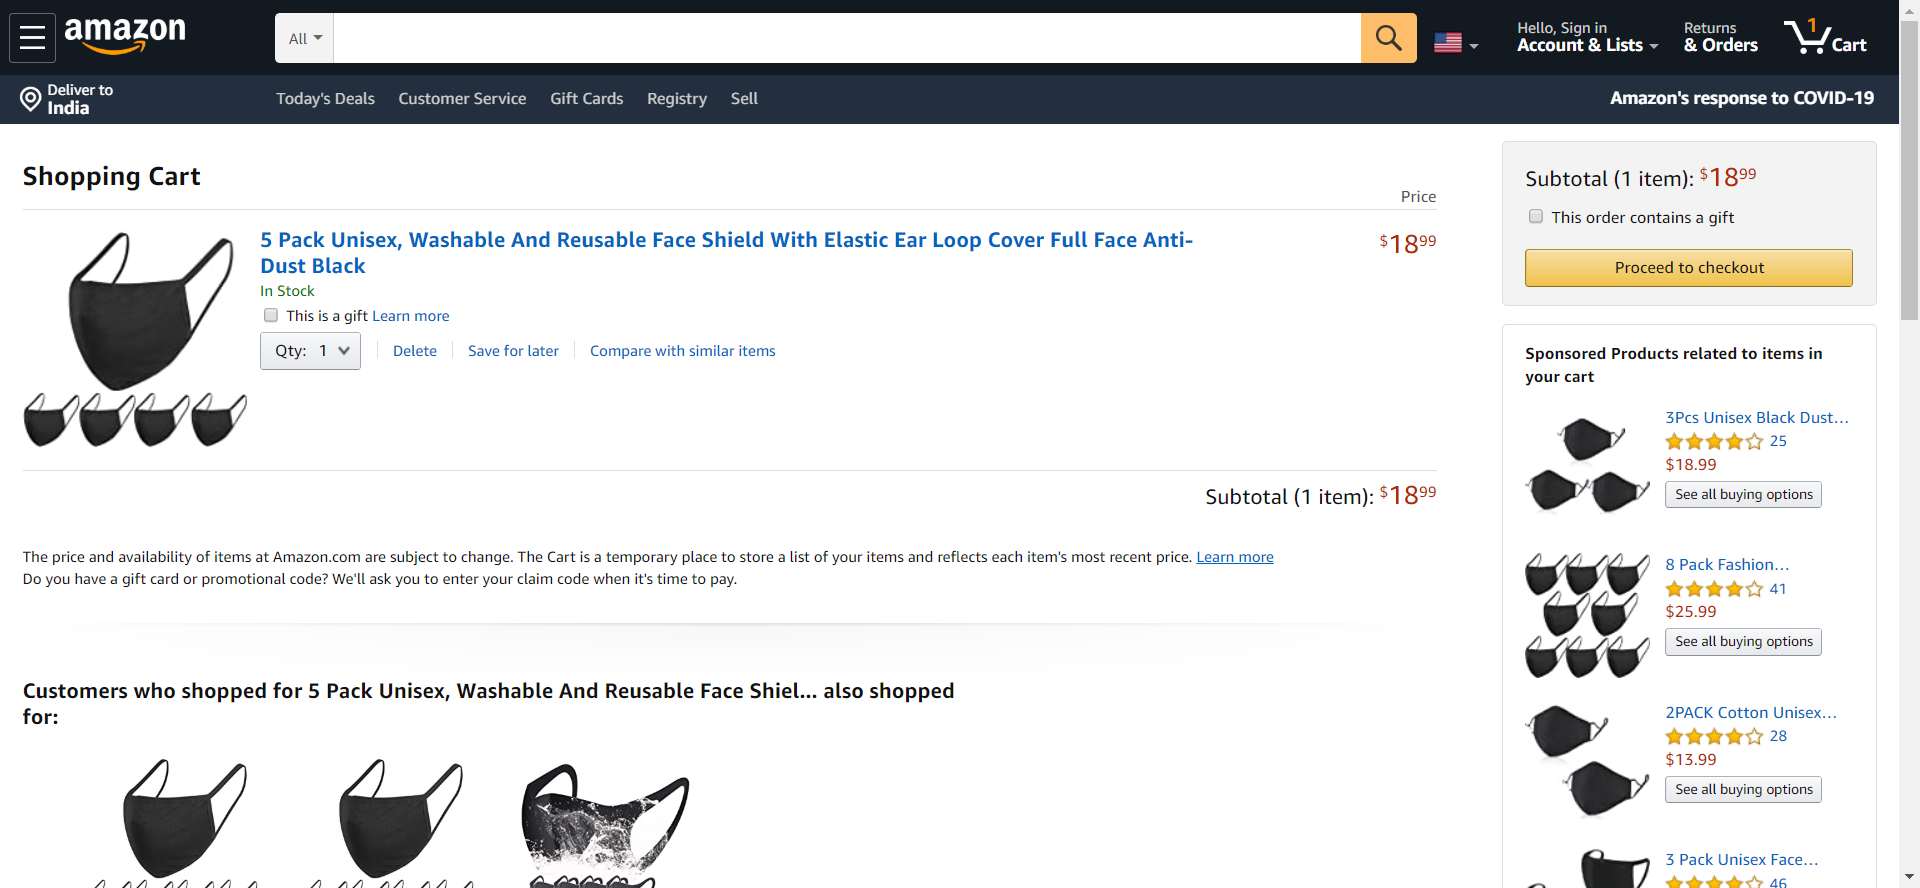 amazon
All
Hello, Sign in
Account & Lists
Returns
& Orders
1
Cart
Deliver to
India
Today's Deals
Customer Service
Gift Cards
Registry
Sell
Amazon's response to COVID-19
Shopping Cart
Price
5 Pack Unisex, Washable And Reusable Face Shield With Elastic Ear Loop Cover Full Face Anti-
Dust Black
$1899
In Stock
This is a gift Learn more
Qty: 1
Delete
Save for later
Compare with similar items
Subtotal (1 item): $1899
The price and availability of items at Amazon.com are subject to change. The Cart is a temporary place to store a list of your items and reflects each item's most recent price. Learn more
Do you have a gift card or promotional code? We'll ask you to enter your claim code when it's time to pay.
Customers who shopped for 5 Pack Unisex, Washable And Reusable Face Shiel... also shopped
for:
Subtotal (1 item): $1899
This order contains a gift
Proceed to checkout
Sponsored Products related to items in
your cart
3Pcs Unisex Black Dust...
25
$18.99
See all buying options
8 Pack Fashion...
41
$25.99
See all buying options
2PACK Cotton Unisex...
28
$13.99
See all buying options
3 Pack Unisex Face...
46